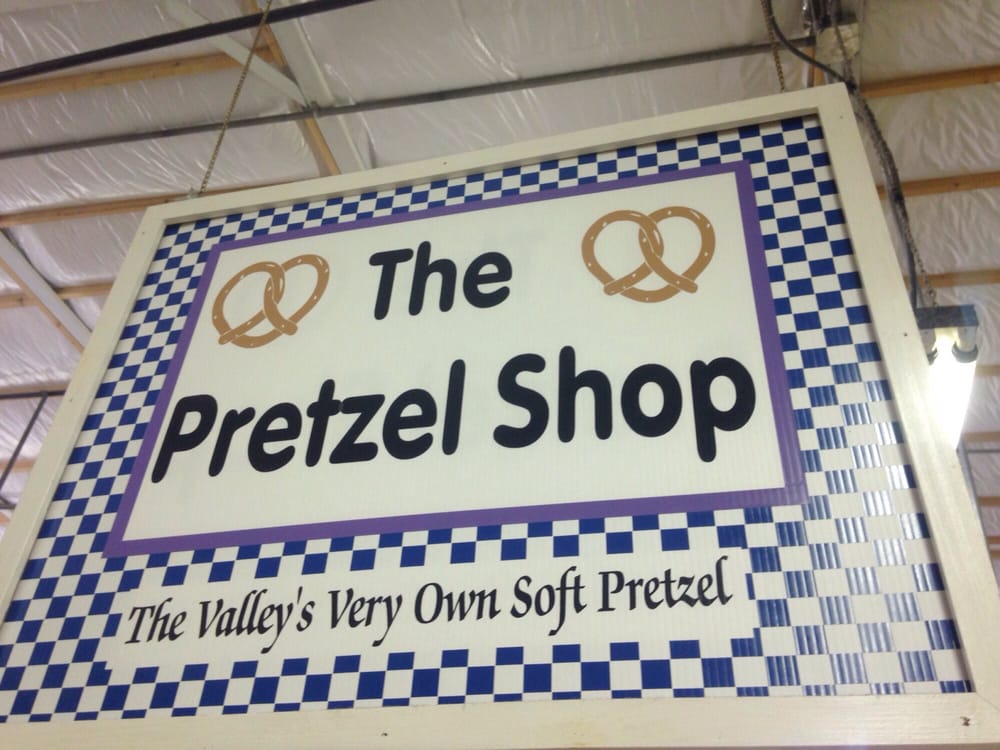 The
Pretzel Shop
The Valley's Very Own Soft Pretzel